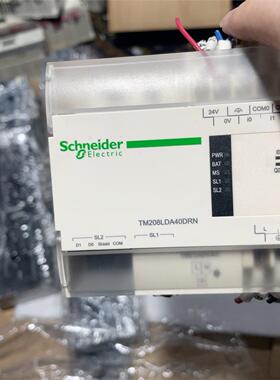 24V COM0
0V I0 I1
Schneider
Electric
PWR
BAT
MS
SL1
SL2
TM208LDA40DRN
SL2 SL1
D1 D0 Shield COM
L